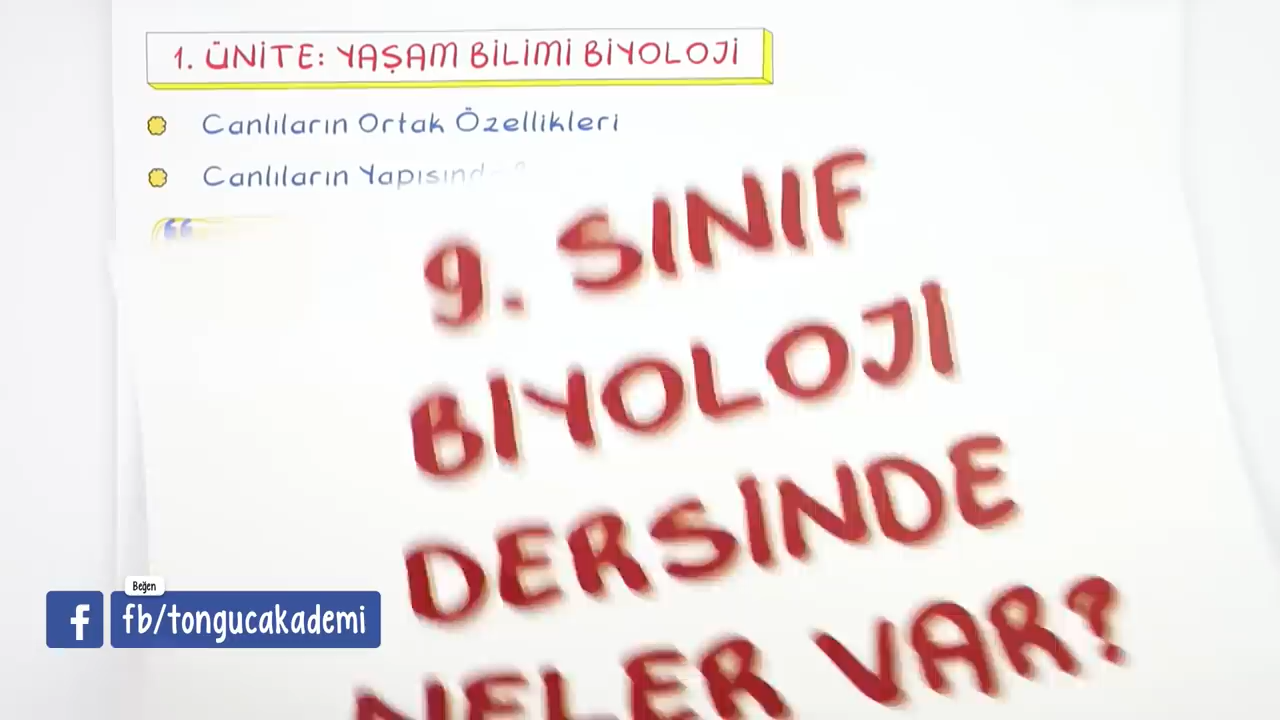 1. ÜNİTE: YAŞAM BİLİMİ BİYOLOJİ
Canlıların Ortak Özellikleri
Canlıların
9. SINIF
BİYOLOJİ
DERSİNDE
NELER VAR?
Beğen
fb/tongucakademi